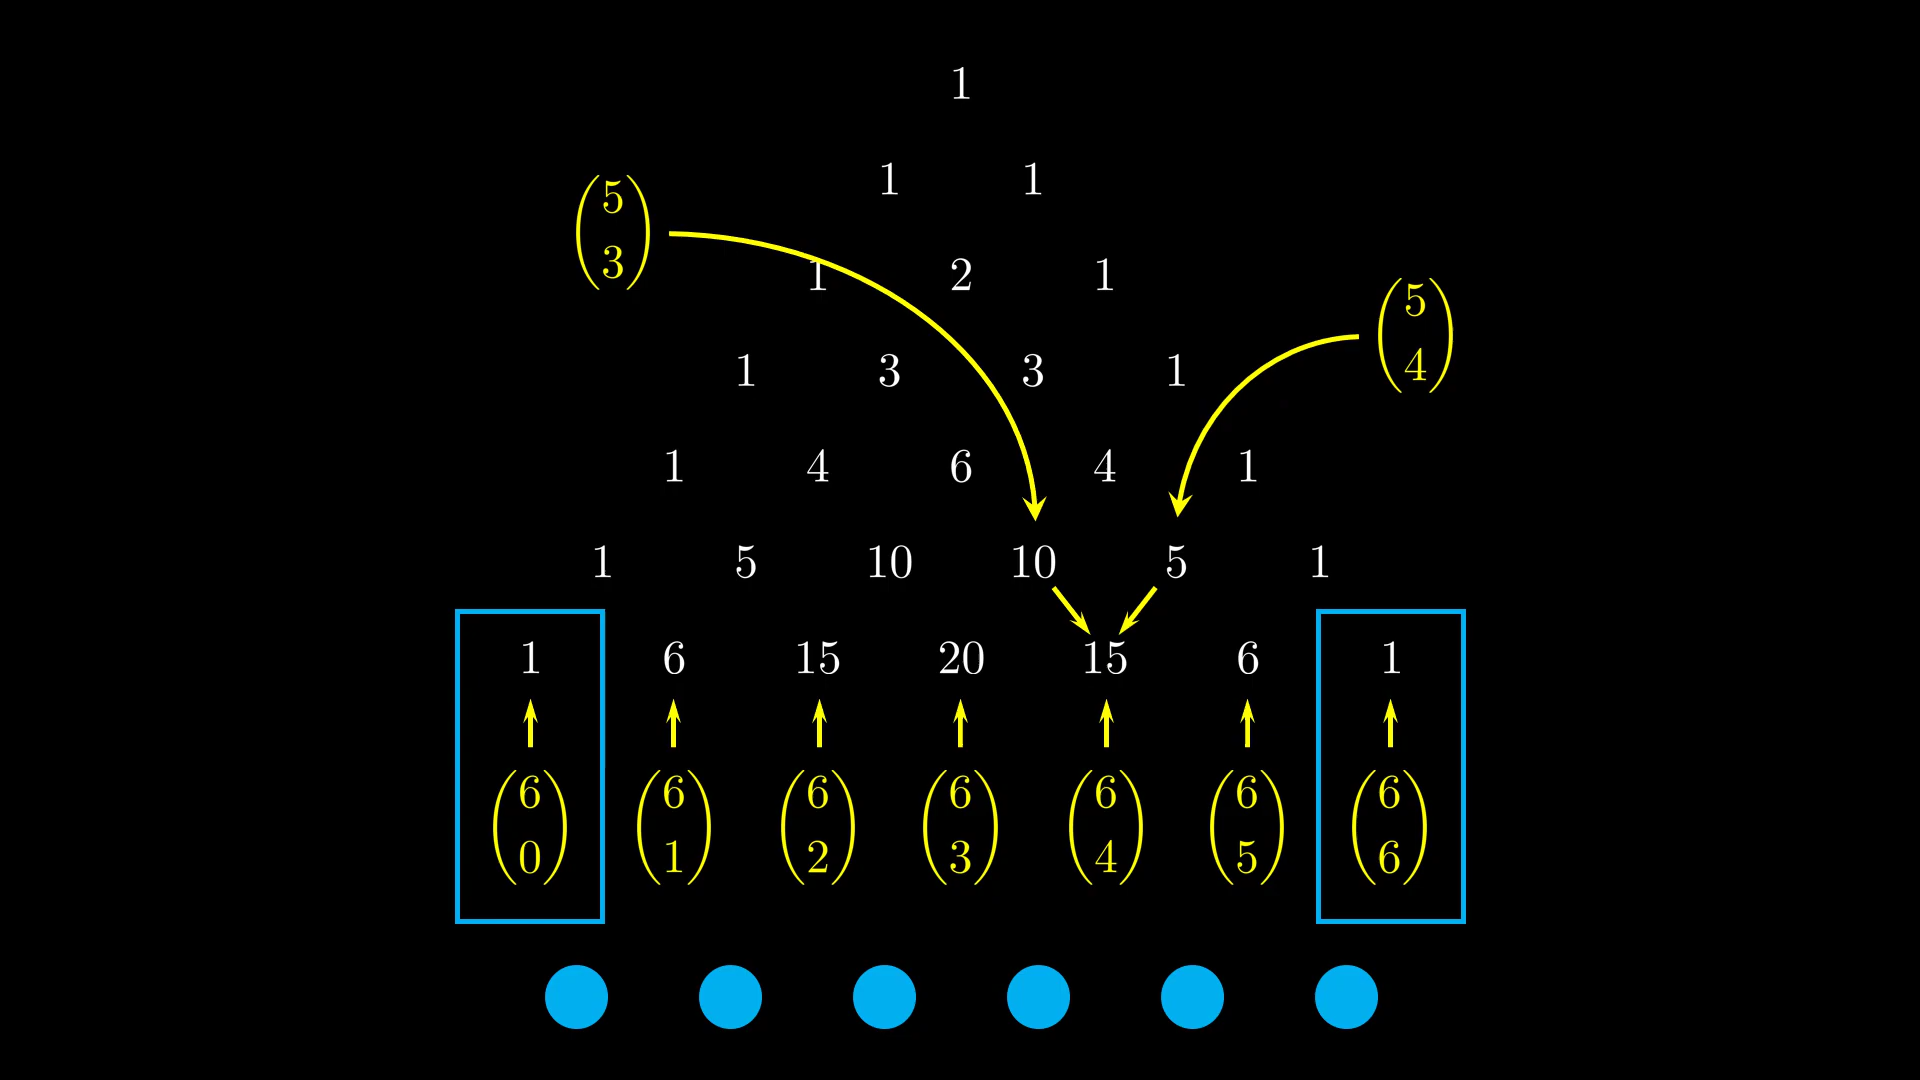 1
1 1
(5 3)
1 2 1
(5 4)
1 3 3 1
1 4 6 4 1
1 5 10 10 5 1
1 6 15 20 15 6 1
(6 0) (6 1) (6 2) (6 3) (6 4) (6 5) (6 6)